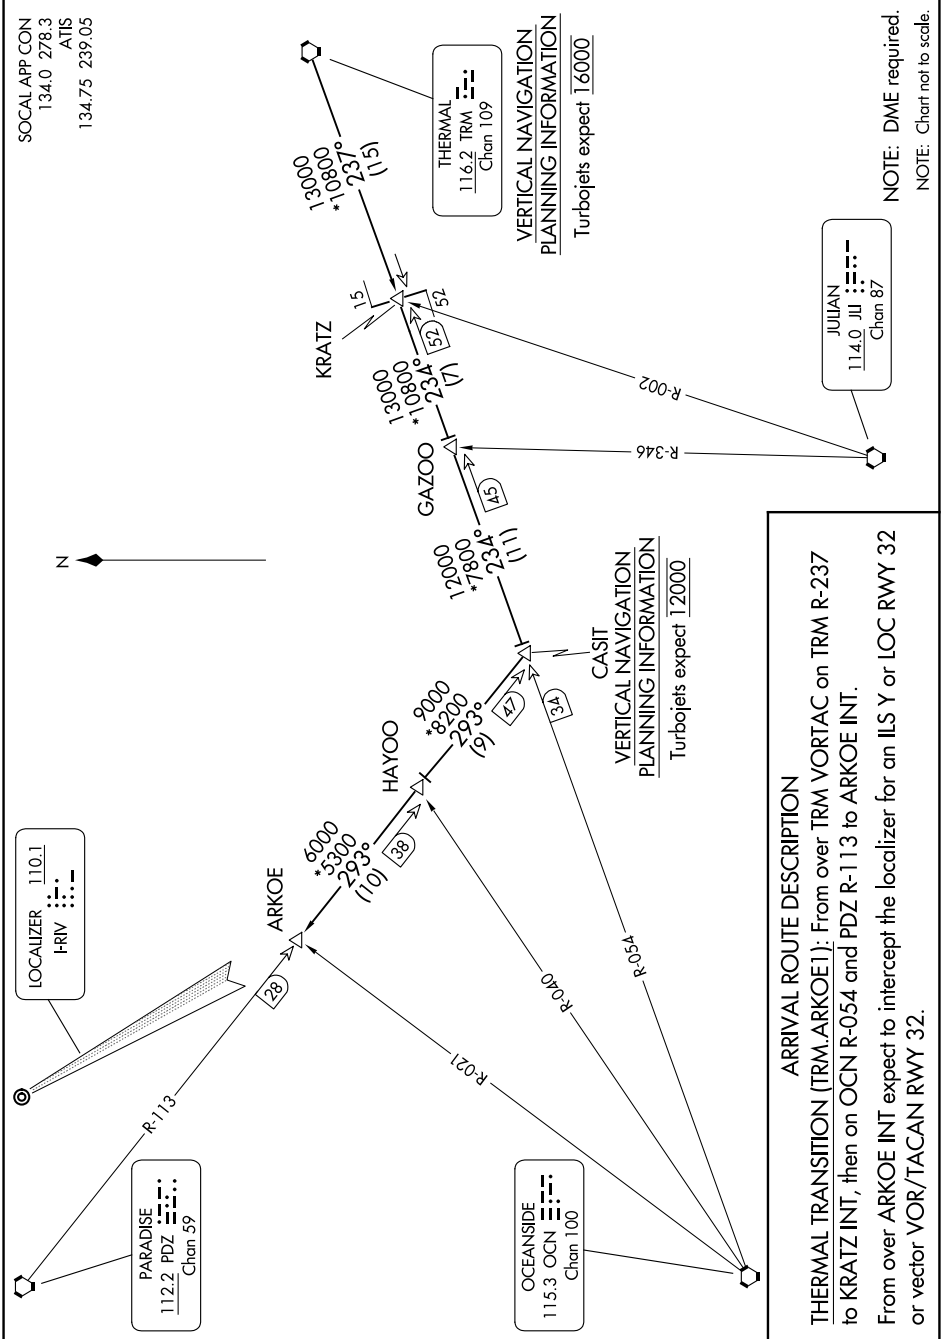 SOCAL APP CON
134.0 278.3
ATIS
134.75 239.05
N
LOCALIZER 110.1
I-RIV
PARADISE
112.2 PDZ
Chan 59
R-113
28
ARKOE
6000
*5300
293°
(10)
38
HAYOO
9000
*8200
293°
(9)
47
34
CASIT
VERTICAL NAVIGATION
PLANNING INFORMATION
Turbojets expect 12000
12000
*7800
234°
(11)
45
GAZOO
13000
*10800
234°
(7)
52
KRATZ
15
52
13000
*10800
237°
(15)
THERMAL
116.2 TRM
Chan 109
VERTICAL NAVIGATION
PLANNING INFORMATION
Turbojets expect 16000
R-021
R-040
R-054
OCEANSIDE
115.3 OCN
Chan 100
R-346
R-002
JULIAN
114.0 JLI
Chan 87
NOTE: DME required.
NOTE: Chart not to scale.
ARRIVAL ROUTE DESCRIPTION
THERMAL TRANSITION (TRM.ARKOE1): From over TRM VORTAC on TRM R-237
to KRATZ INT, then on OCN R-054 and PDZ R-113 to ARKOE INT.
From over ARKOE INT expect to intercept the localizer for an ILS Y or LOC RWY 32
or vector VOR/TACAN RWY 32.